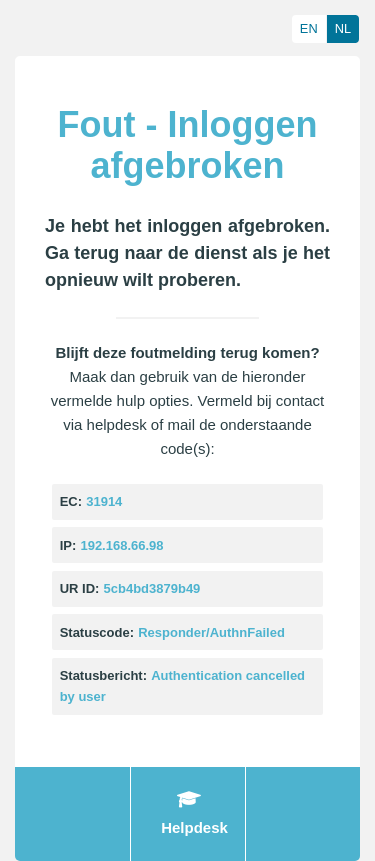 EN NL
Fout - Inloggen
afgebroken
Je hebt het inloggen afgebroken.
Ga terug naar de dienst als je het
opnieuw wilt proberen.
Blijft deze foutmelding terug komen?
Maak dan gebruik van de hieronder
vermelde hulp opties. Vermeld bij contact
via helpdesk of mail de onderstaande
code(s):
EC: 31914
IP: 192.168.66.98
UR ID: 5cb4bd3879b49
Statuscode: Responder/AuthnFailed
Statusbericht: Authentication cancelled
by user
Helpdesk